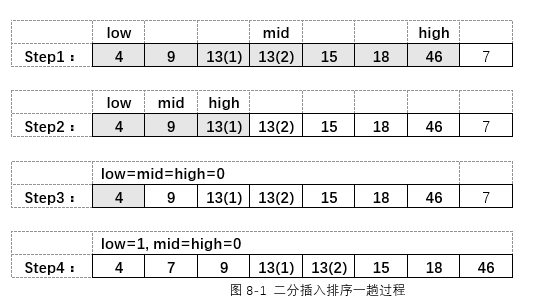 low mid high
Step1： 4 9 13(1) 13(2) 15 18 46 7
low mid high
Step2： 4 9 13(1) 13(2) 15 18 46 7
low=mid=high=0
Step3： 4 9 13(1) 13(2) 15 18 46 7
low=1, mid=high=0
Step4： 4 7 9 13(1) 13(2) 15 18 46
图 8-1 二分插入排序一趟过程